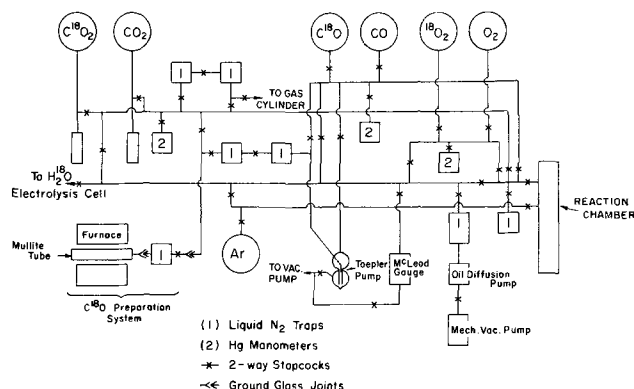 C¹⁸O₂ CO₂ C¹⁸O CO ¹⁸O₂ O₂
1 1
TO GAS
CYLINDER
2 1 1 2 2
To H₂¹⁸O
Electrolysis Cell
REACTION
CHAMBER
1 1
Furnace
Mullite
Tube
1
Ar
TO VAC.
PUMP
Toepler
Pump
McLeod
Gauge
Oil Diffusion
Pump
Mech. Vac. Pump
C¹⁸O Preparation
System
(1) Liquid N₂ Traps
(2) Hg Manometers
2-way Stopcocks
Ground Glass Joints